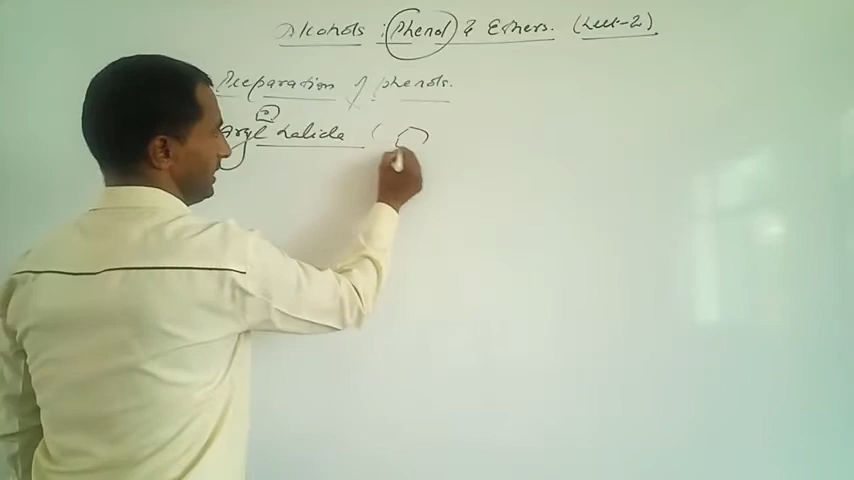 Alcohols : Phenol & Ethers. (Lect-2)
Preparation of phenols.
Aryl halide (